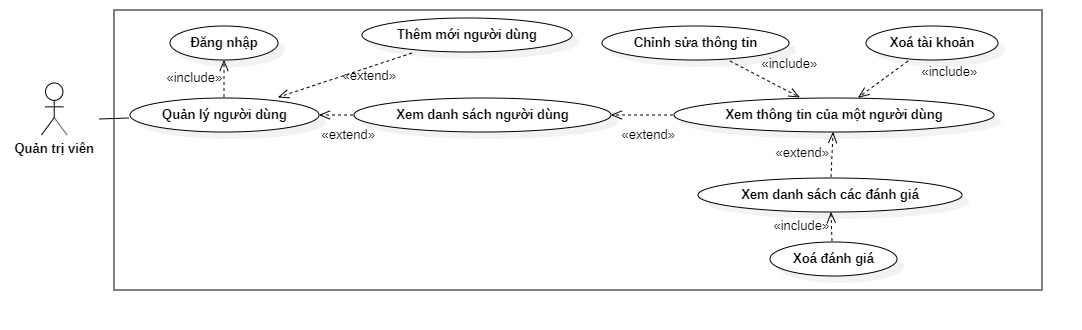 Đăng nhập
Thêm mới người dùng
Chỉnh sửa thông tin
Xoá tài khoản
«include»
«extend»
«include»
«include»
Quản lý người dùng
Xem danh sách người dùng
Xem thông tin của một người dùng
«extend»
«extend»
Quản trị viên
«extend»
Xem danh sách các đánh giá
«include»
Xoá đánh giá